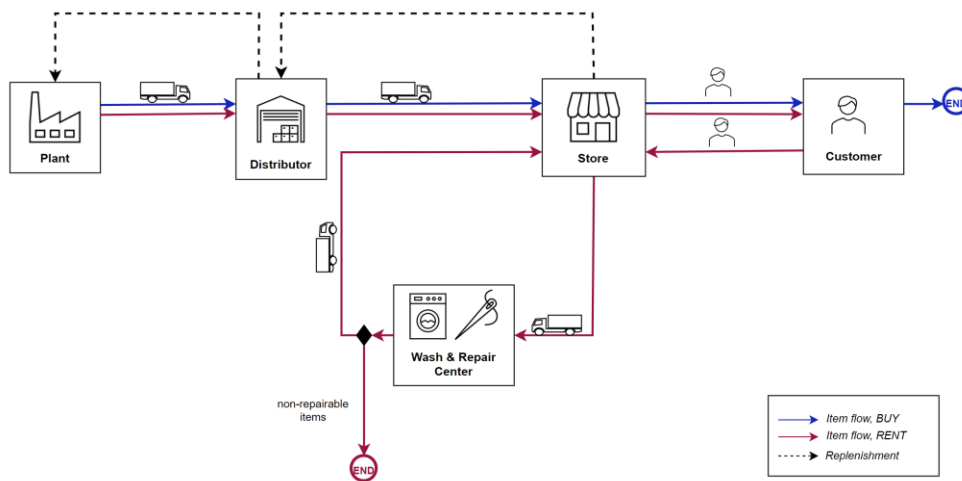 Plant
Distributor
Store
Customer
END
Wash & Repair
Center
non-repairable
items
END
Item flow, BUY
Item flow, RENT
Replenishment